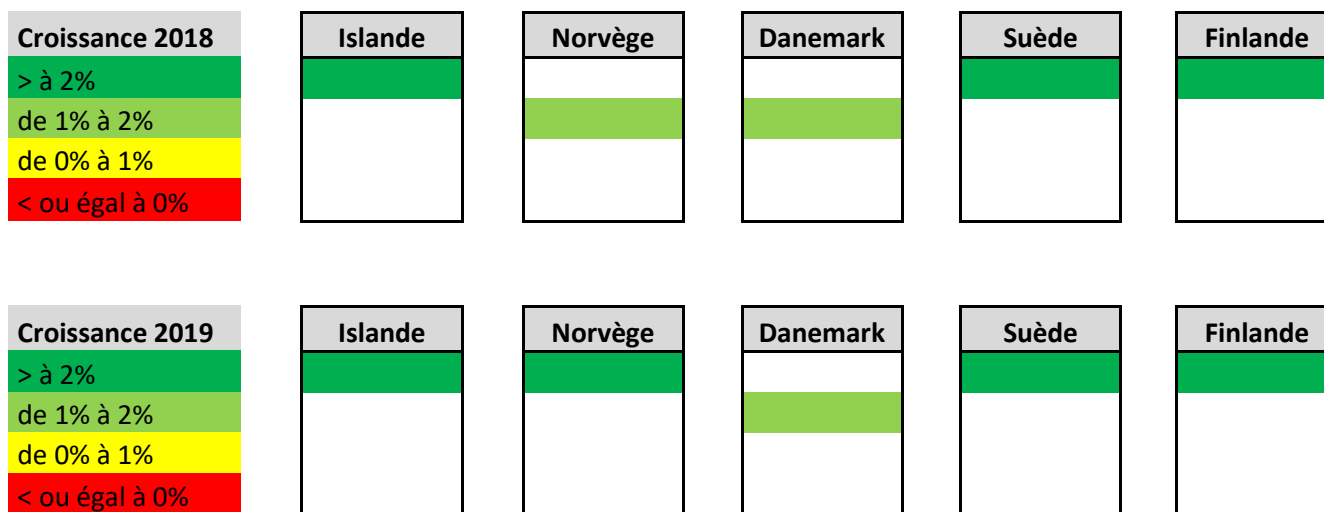 Croissance 2018 Islande Norvège Danemark Suède Finlande
> à 2%
de 1% à 2%
de 0% à 1%
< ou égal à 0%
Croissance 2019 Islande Norvège Danemark Suède Finlande
> à 2%
de 1% à 2%
de 0% à 1%
< ou égal à 0%